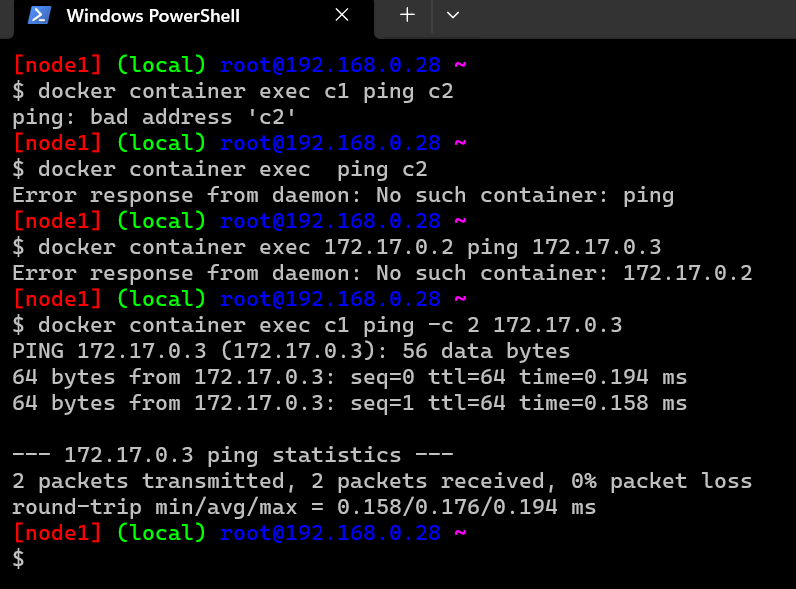 Windows PowerShell
[node1] (local) root@192.168.0.28 ~
$ docker container exec c1 ping c2
ping: bad address 'c2'
[node1] (local) root@192.168.0.28 ~
$ docker container exec  ping c2
Error response from daemon: No such container: ping
[node1] (local) root@192.168.0.28 ~
$ docker container exec 172.17.0.2 ping 172.17.0.3
Error response from daemon: No such container: 172.17.0.2
[node1] (local) root@192.168.0.28 ~
$ docker container exec c1 ping -c 2 172.17.0.3
PING 172.17.0.3 (172.17.0.3): 56 data bytes
64 bytes from 172.17.0.3: seq=0 ttl=64 time=0.194 ms
64 bytes from 172.17.0.3: seq=1 ttl=64 time=0.158 ms
--- 172.17.0.3 ping statistics ---
2 packets transmitted, 2 packets received, 0% packet loss
round-trip min/avg/max = 0.158/0.176/0.194 ms
[node1] (local) root@192.168.0.28 ~
$